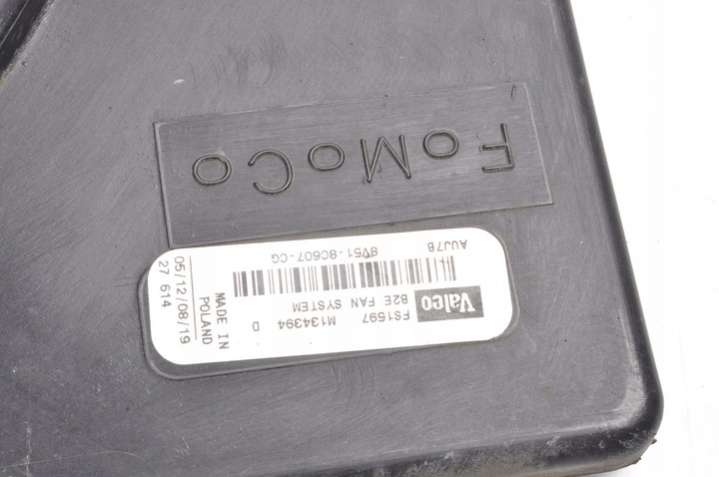 FS1597 M134394 D
Valeo B2E FAN SYSTEM
8V51-8C607-CG
AUJ7B
MADE IN
POLAND
05/12/08/19
27 614
FoMoCo